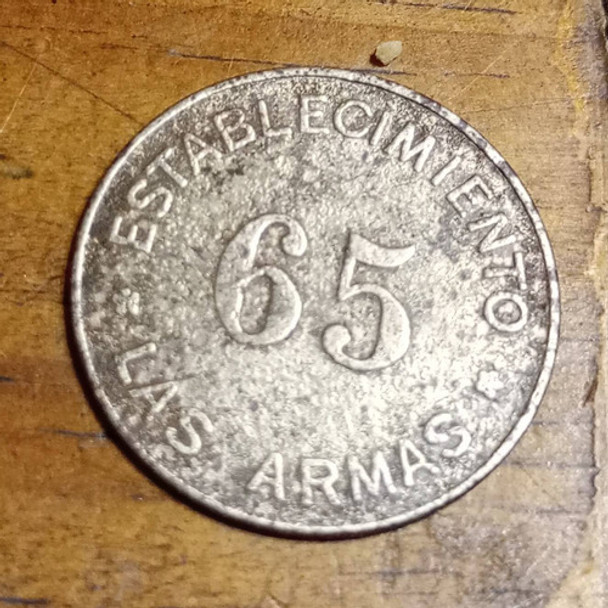 ESTABLECIMIENTO
65
LAS ARMAS